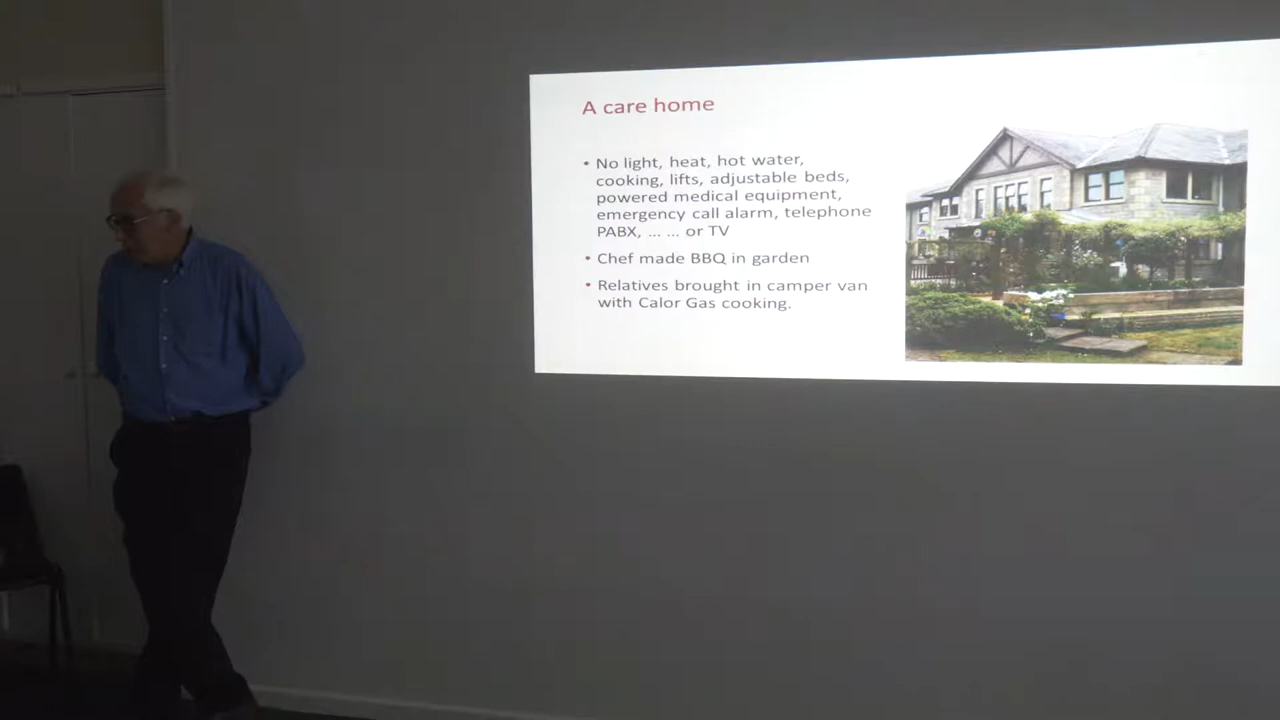 A care home
• No light, heat, hot water,
cooking, lifts, adjustable beds,
powered medical equipment,
emergency call alarm, telephone
PABX, ... ... or TV
• Chef made BBQ in garden
• Relatives brought in camper van
with Calor Gas cooking.